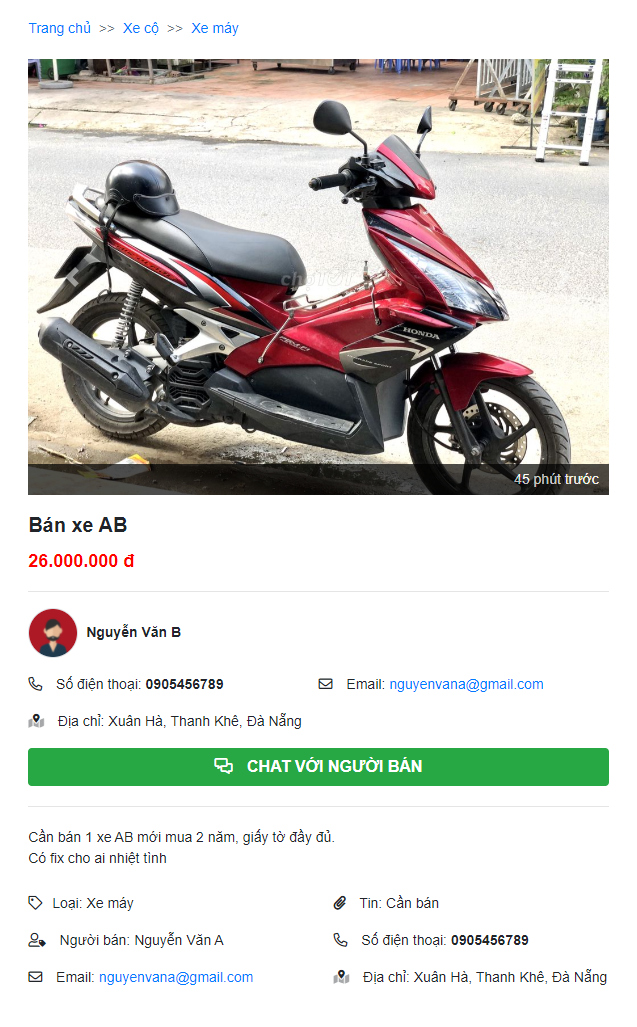 Trang chủ >> Xe cộ >> Xe máy
HONDA
45 phút trước
Bán xe AB
26.000.000 đ
Nguyễn Văn B
Số điện thoại: 0905456789 Email: nguyenvana@gmail.com
Địa chỉ: Xuân Hà, Thanh Khê, Đà Nẵng
CHAT VỚI NGƯỜI BÁN
Cần bán 1 xe AB mới mua 2 năm, giấy tờ đầy đủ.
Có fix cho ai nhiệt tình
Loại: Xe máy Tin: Cần bán
Người bán: Nguyễn Văn A Số điện thoại: 0905456789
Email: nguyenvana@gmail.com Địa chỉ: Xuân Hà, Thanh Khê, Đà Nẵng